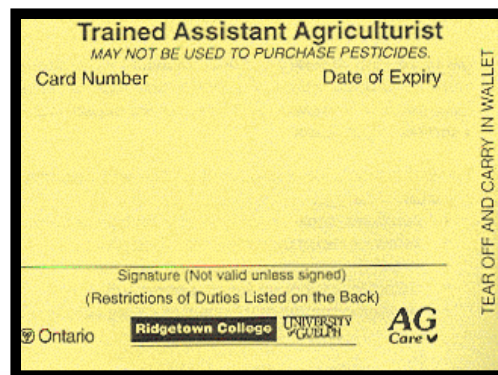 Trained Assistant Agriculturist
MAY NOT BE USED TO PURCHASE PESTICIDES.
Card Number Date of Expiry
Signature (Not valid unless signed)
(Restrictions of Duties Listed on the Back)
Ontario Ridgetown College UNIVERSITY of GUELPH AG Care
TEAR OFF AND CARRY IN WALLET